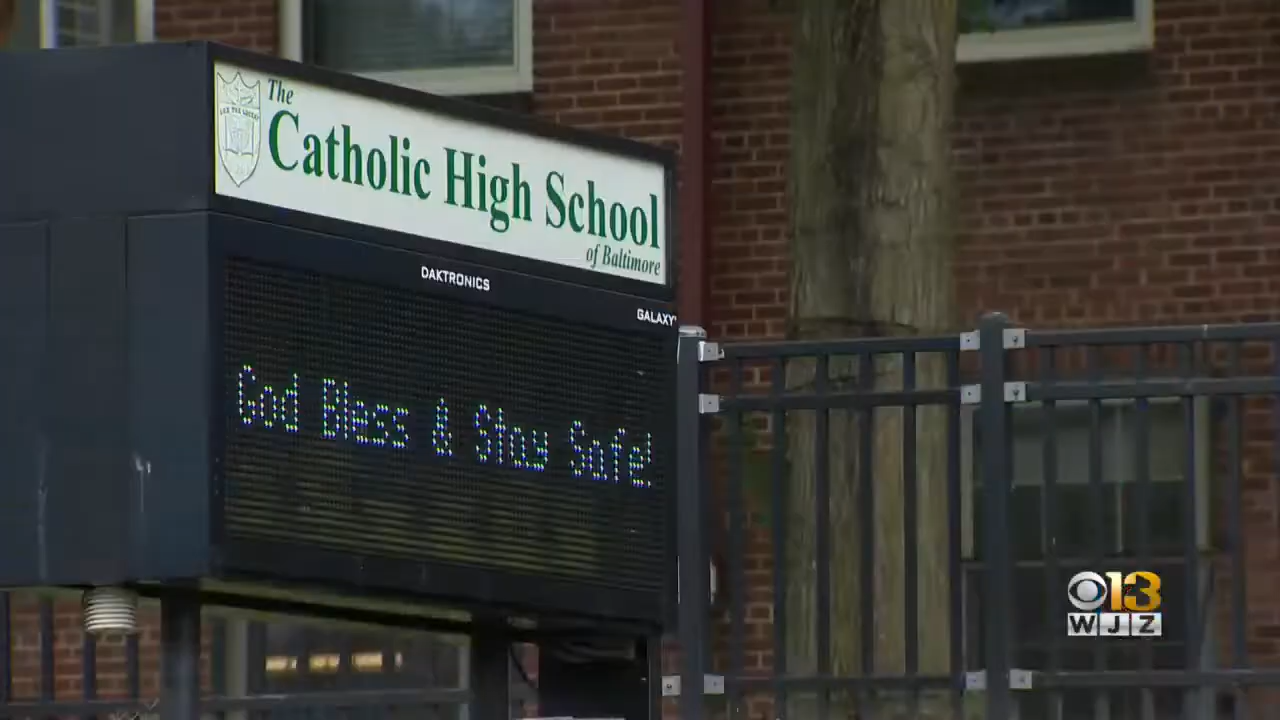 The
Catholic High School
of Baltimore
DAKTRONICS
GALAXY
God Bless & Stay Safe!
13
WJZ